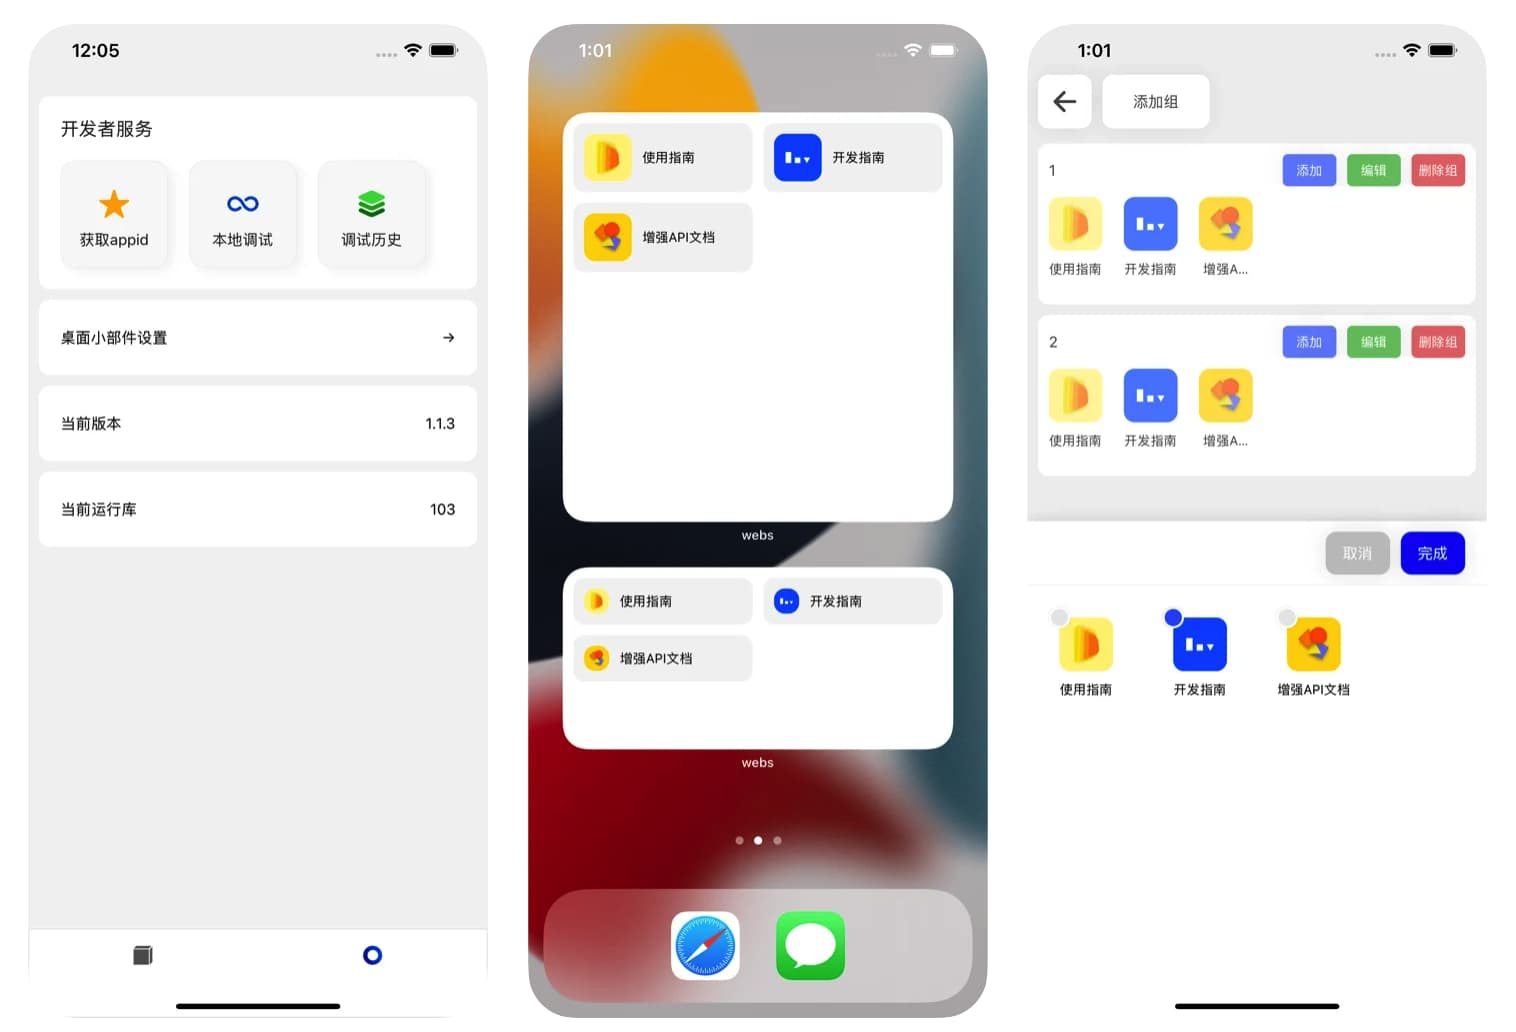 12:05
开发者服务
获取appid
本地调试
调试历史
桌面小部件设置
当前版本
1.1.3
当前运行库
103
1:01
使用指南
开发指南
增强API文档
webs
使用指南
开发指南
增强API文档
webs
1:01
添加组
1
添加
编辑
删除组
使用指南
开发指南
增强A...
2
添加
编辑
删除组
使用指南
开发指南
增强A...
取消
完成
使用指南
开发指南
增强API文档